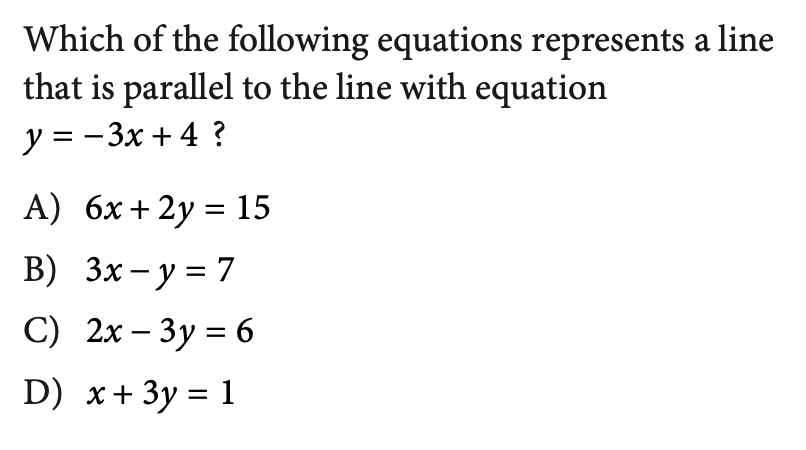 Which of the following equations represents a line
that is parallel to the line with equation
y = −3x + 4 ?
A) 6x + 2y = 15
B) 3x − y = 7
C) 2x − 3y = 6
D) x + 3y = 1